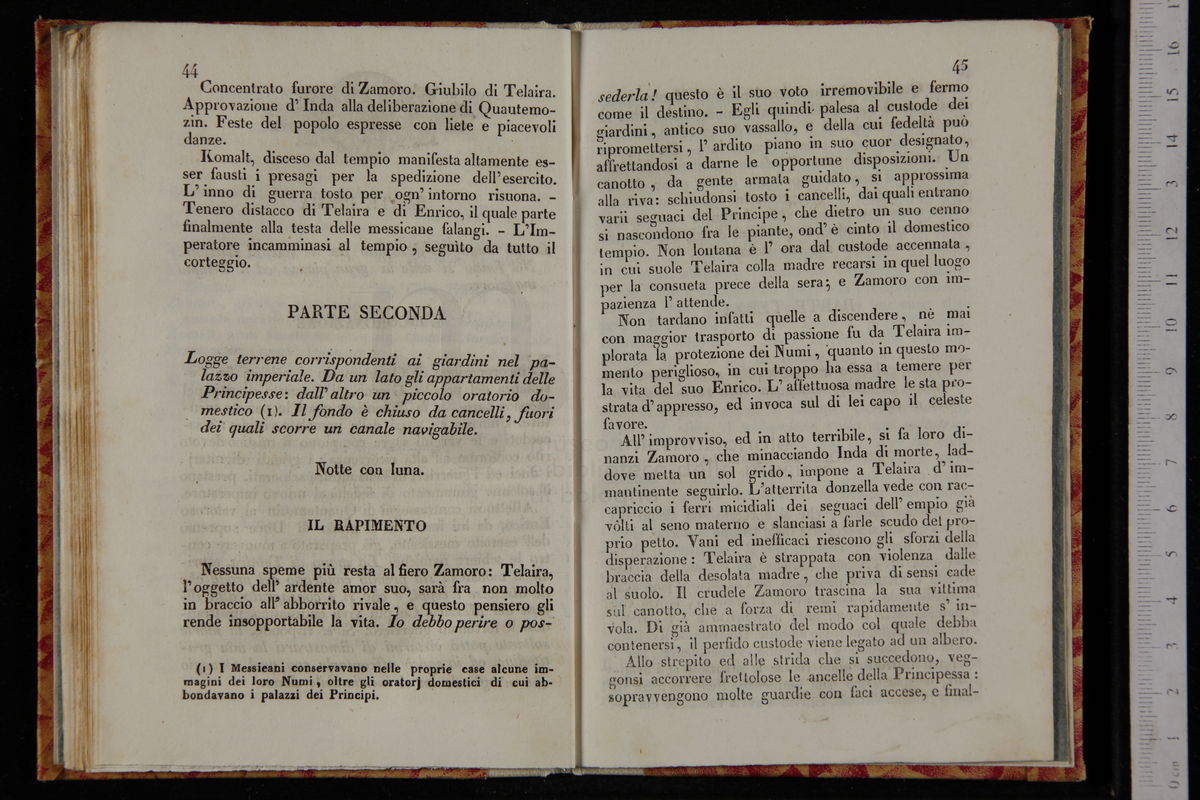 44
Concentrato furore di Zamoro. Giubilo di Telaira.
Approvazione d' Inda alla deliberazione di Quautemo-
zin. Feste del popolo espresse con liete e piacevoli
danze.
Komalt, disceso dal tempio manifesta altamente es-
ser fausti i presagi per la spedizione dell' esercito.
L' inno di guerra tosto per ogn' intorno risuona. -
Tenero distacco di Telaira e di Enrico, il quale parte
finalmente alla testa delle messicane falangi. - L'Im-
peratore incamminasi al tempio, seguìto da tutto il
corteggio.
PARTE SECONDA
Logge terrene corrispondenti ai giardini nel pa-
lazzo imperiale. Da un lato gli appartamenti delle
Principesse: dall' altro un piccolo oratorio do-
mestico (1). Il fondo è chiuso da cancelli, fuori
dei quali scorre un canale navigabile.
Notte con luna.
IL RAPIMENTO
Nessuna speme più resta al fiero Zamoro: Telaira,
l' oggetto dell' ardente amor suo, sarà fra non molto
in braccio all' abborrito rivale, e questo pensiero gli
rende insopportabile la vita. Io debbo perire o pos-
(1) I Messicani conservavano nelle proprie case alcune im-
magini dei loro Numi, oltre gli oratorj domestici di cui ab-
bondavano i palazzi dei Principi.
45
sederla! questo è il suo voto irremovibile e fermo
come il destino. - Egli quindi palesa al custode dei
giardini, antico suo vassallo, e della cui fedeltà può
ripromettersi, l' ardito piano in suo cuor designato,
affrettandosi a darne le opportune disposizioni. Un
canotto, da gente armata guidato, si approssima
alla riva: schiudonsi tosto i cancelli, dai quali entrano
varii seguaci del Principe, che dietro un suo cenno
si nascondono fra le piante, ond' è cinto il domestico
tempio. Non lontana è l' ora dal custode accennata,
in cui suole Telaira colla madre recarsi in quel luogo
per la consueta prece della sera; e Zamoro con im-
pazienza l' attende.
Non tardano infatti quelle a discendere, nè mai
con maggior trasporto di passione fu da Telaira im-
plorata la protezione dei Numi, quanto in questo mo-
mento periglioso, in cui troppo ha essa a temere per
la vita del suo Enrico. L' affettuosa madre le sta pro-
strata d' appresso, ed invoca sul di lei capo il celeste
favore.
All' improvviso, ed in atto terribile, si fa loro di-
nanzi Zamoro, che minacciando Inda di morte, lad-
dove metta un sol grido, impone a Telaira d' im-
mantinente seguirlo. L'atterrita donzella vede con rac-
capriccio i ferri micidiali dei seguaci dell' empio già
vòlti al seno materno e slanciasi a farle scudo del pro-
prio petto. Vani ed inefficaci riescono gli sforzi della
disperazione: Telaira è strappata con violenza dalle
braccia della desolata madre, che priva di sensi cade
al suolo. Il crudele Zamoro trascina la sua vittima
sul canotto, che a forza di remi rapidamente s' in-
vola. Di già ammaestrato del modo col quale debba
contenersi, il perfido custode viene legato ad un albero.
Allo strepito ed alle strida che si succedono, veg-
gonsi accorrere frettolose le ancelle della Principessa:
sopravvengono molte guardie con faci accese, e final-